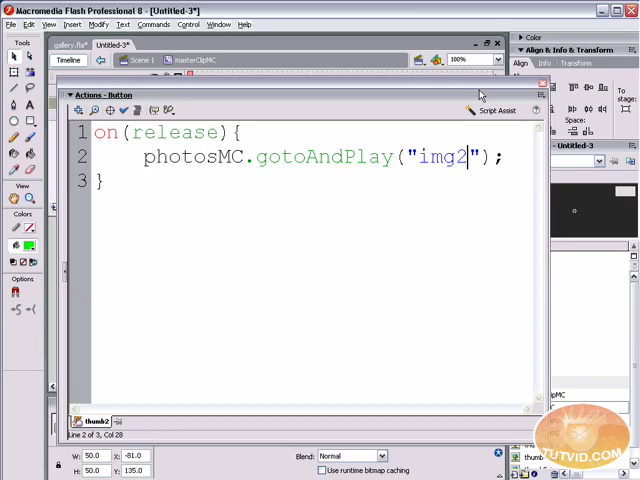 Macromedia Flash Professional 8 - [Untitled-3*]
File Edit View Insert Modify Text Commands Control Window Help
Tools
gallery.fla* Untitled-3*
Timeline Scene 1 masterClipMC 100%
Color
Align & Info & Transform
Align Info Transform
Align:
To stage:
Actions - Button
Script Assist
1 on(release){
2 photosMC.gotoAndPlay("img2");
3 }
View
Colors
Options
Untitled-3
thumb2
Line 2 of 3, Col 28
W: 50.0 X: -81.0
H: 50.0 Y: 135.0
Blend: Normal
Use runtime bitmap caching
TUTVID.COM